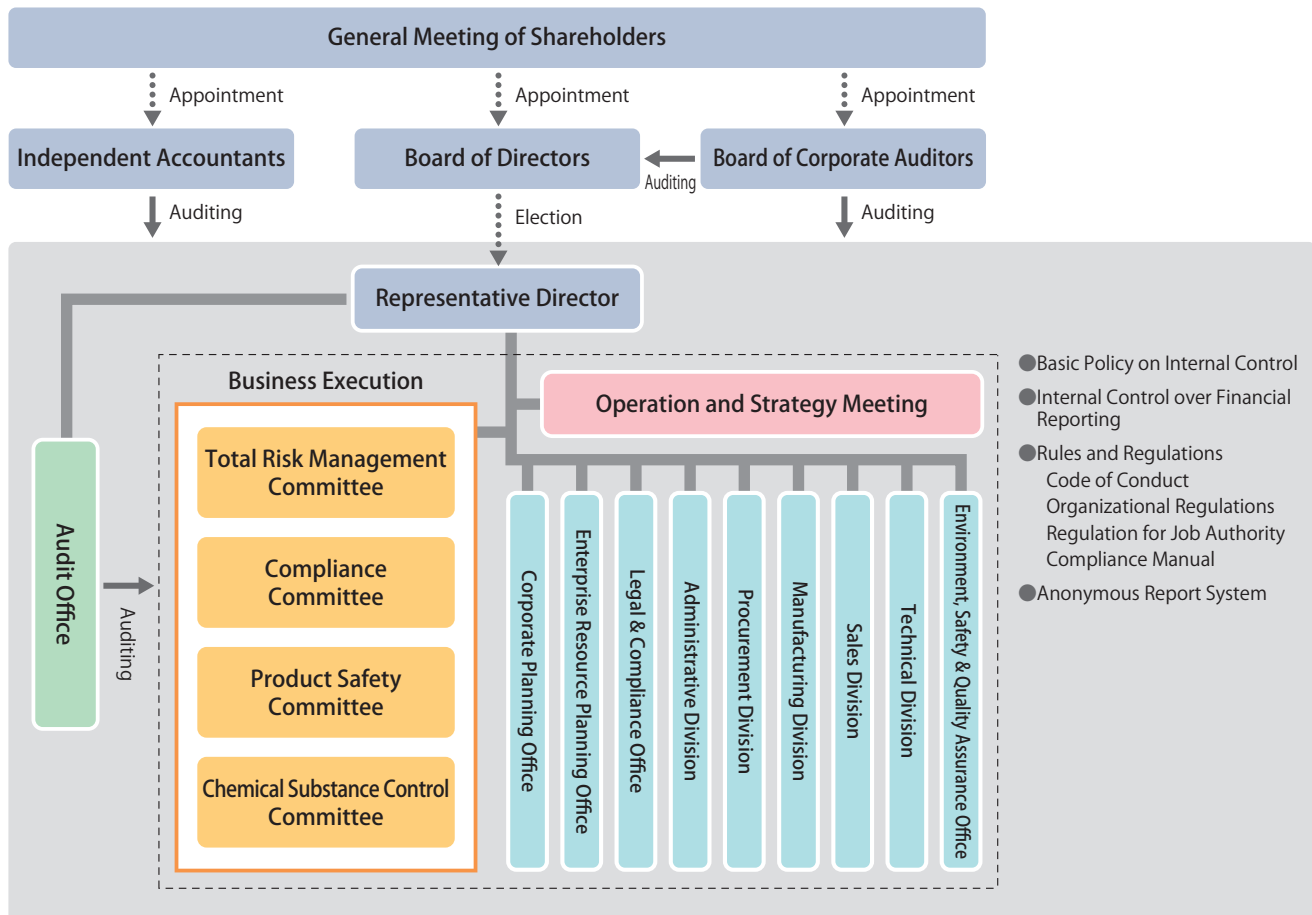 General Meeting of Shareholders
Appointment
Appointment
Appointment
Independent Accountants
Board of Directors
Auditing
Board of Corporate Auditors
Auditing
Election
Auditing
Representative Director
Business Execution
Operation and Strategy Meeting
Total Risk Management
Committee
Compliance
Committee
Product Safety
Committee
Chemical Substance Control
Committee
Audit Office
Auditing
Corporate Planning Office
Enterprise Resource Planning Office
Legal & Compliance Office
Administrative Division
Procurement Division
Manufacturing Division
Sales Division
Technical Division
Environment, Safety & Quality Assurance Office
●Basic Policy on Internal Control
●Internal Control over Financial
Reporting
●Rules and Regulations
Code of Conduct
Organizational Regulations
Regulation for Job Authority
Compliance Manual
●Anonymous Report System